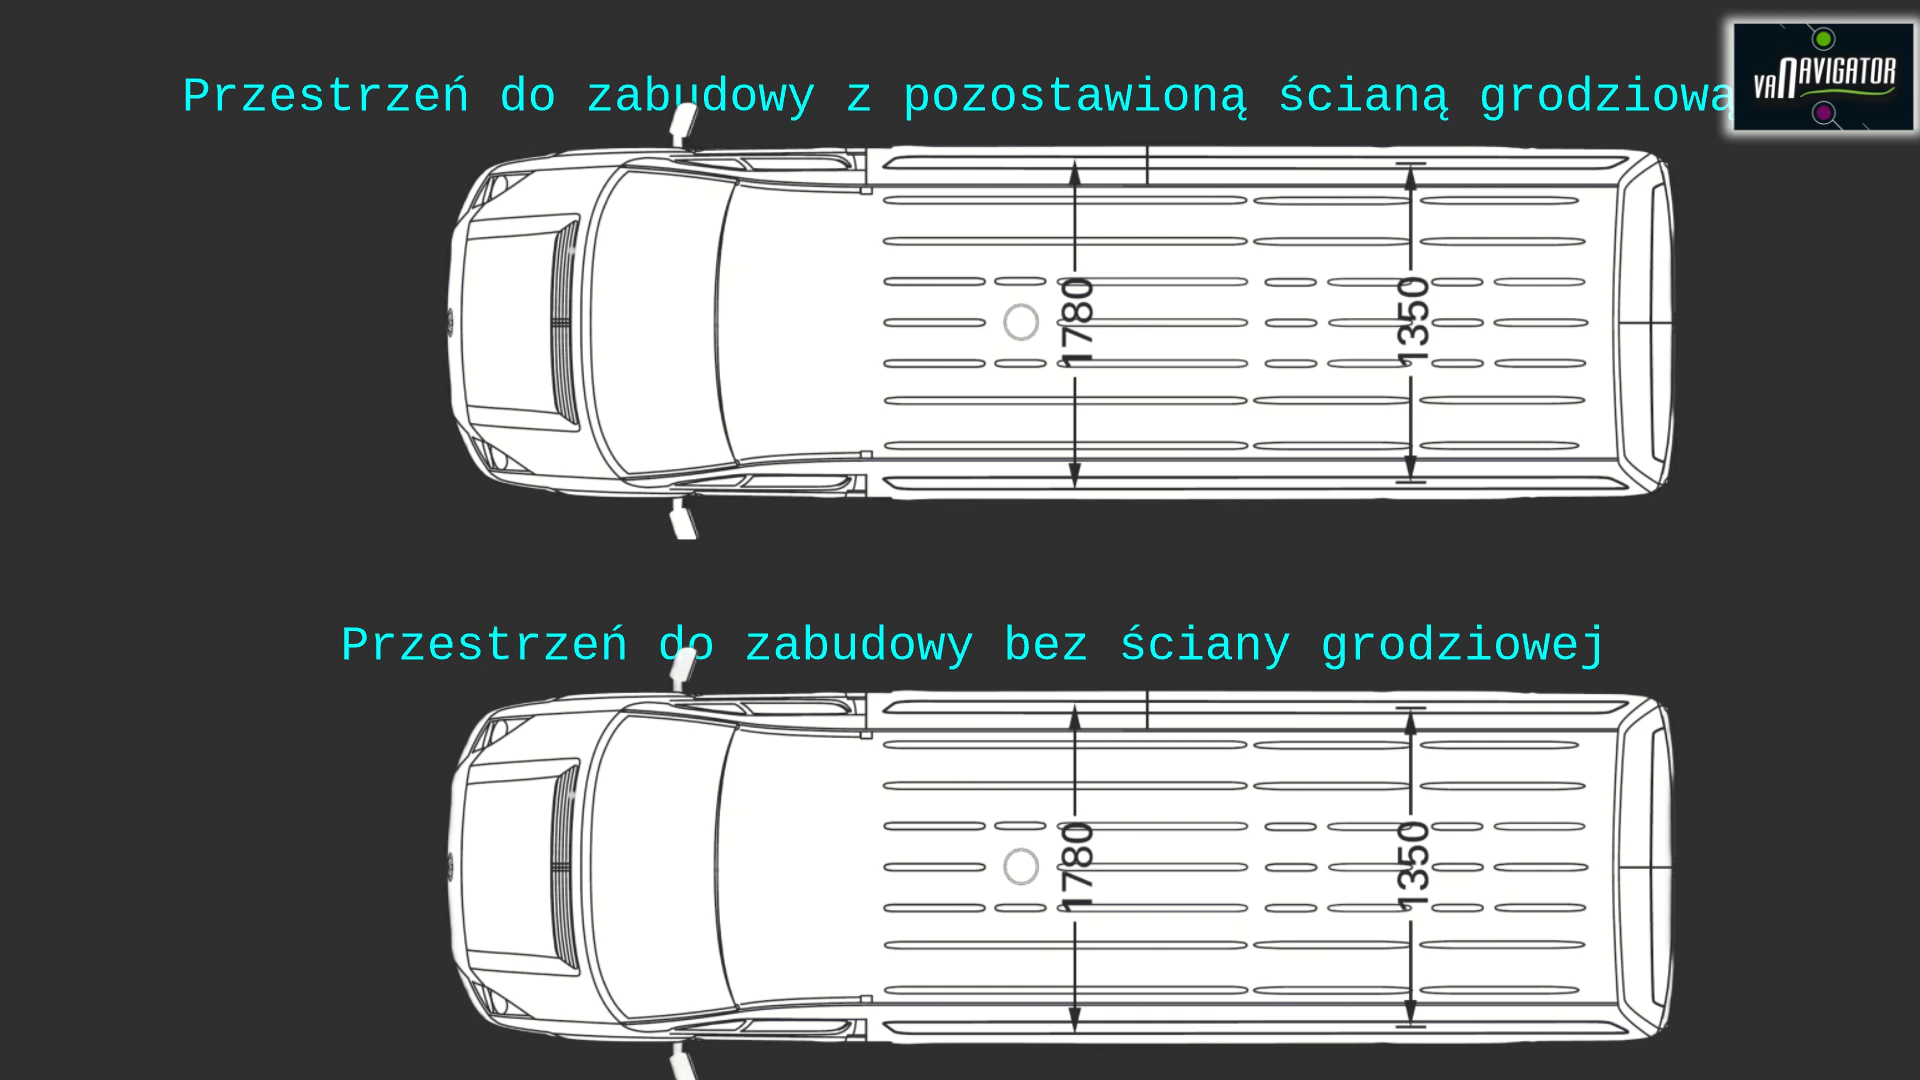 Przestrzeń do zabudowy z pozostawioną ścianą grodziową
vaNAVIGATOR
1780
1350
Przestrzeń do zabudowy bez ściany grodziowej
1780
1350